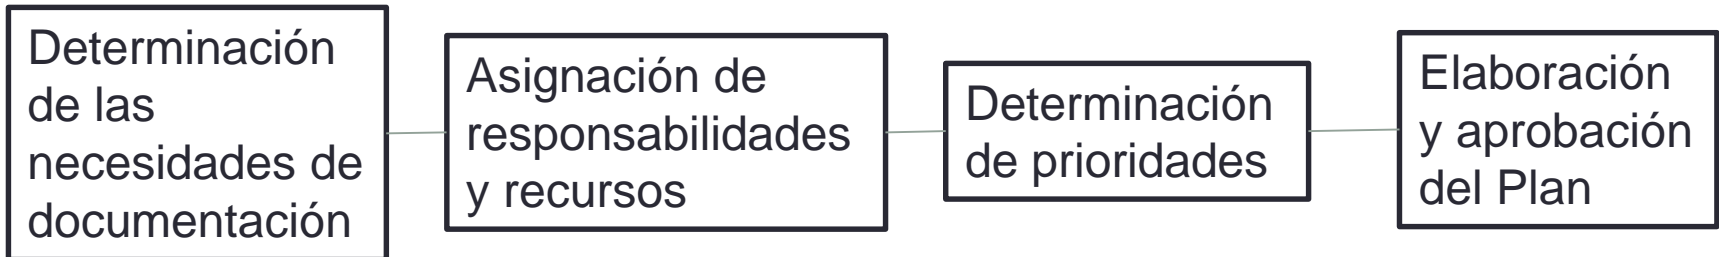 Determinación
de las
necesidades de
documentación
Asignación de
responsabilidades
y recursos
Determinación
de prioridades
Elaboración
y aprobación
del Plan